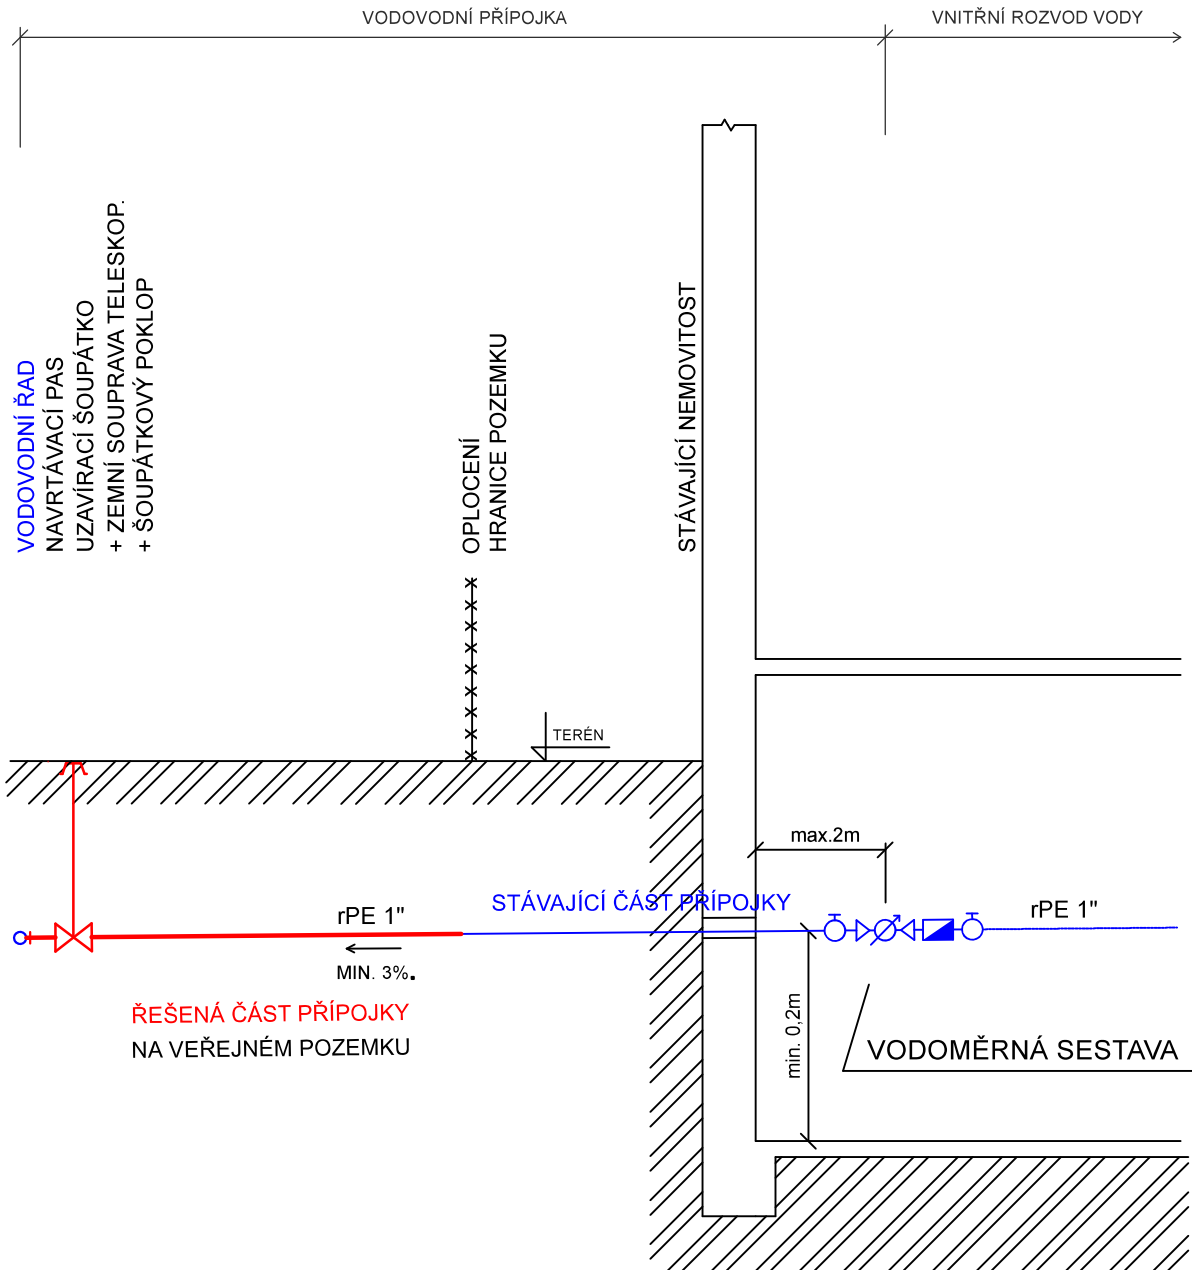 VODOVODNÍ PŘÍPOJKA
VNITŘNÍ ROZVOD VODY
VODOVODNÍ ŘAD
NAVRTÁVACÍ PAS
UZAVÍRACÍ ŠOUPÁTKO
+ ZEMNÍ SOUPRAVA TELESKOP.
+ ŠOUPÁTKOVÝ POKLOP
OPLOCENÍ
HRANICE POZEMKU
STÁVAJÍCÍ NEMOVITOST
TERÉN
max.2m
STÁVAJÍCÍ ČÁST PŘÍPOJKY
rPE 1"
rPE 1"
MIN. 3%.
ŘEŠENÁ ČÁST PŘÍPOJKY
NA VEŘEJNÉM POZEMKU
min. 0,2m
VODOMĚRNÁ SESTAVA